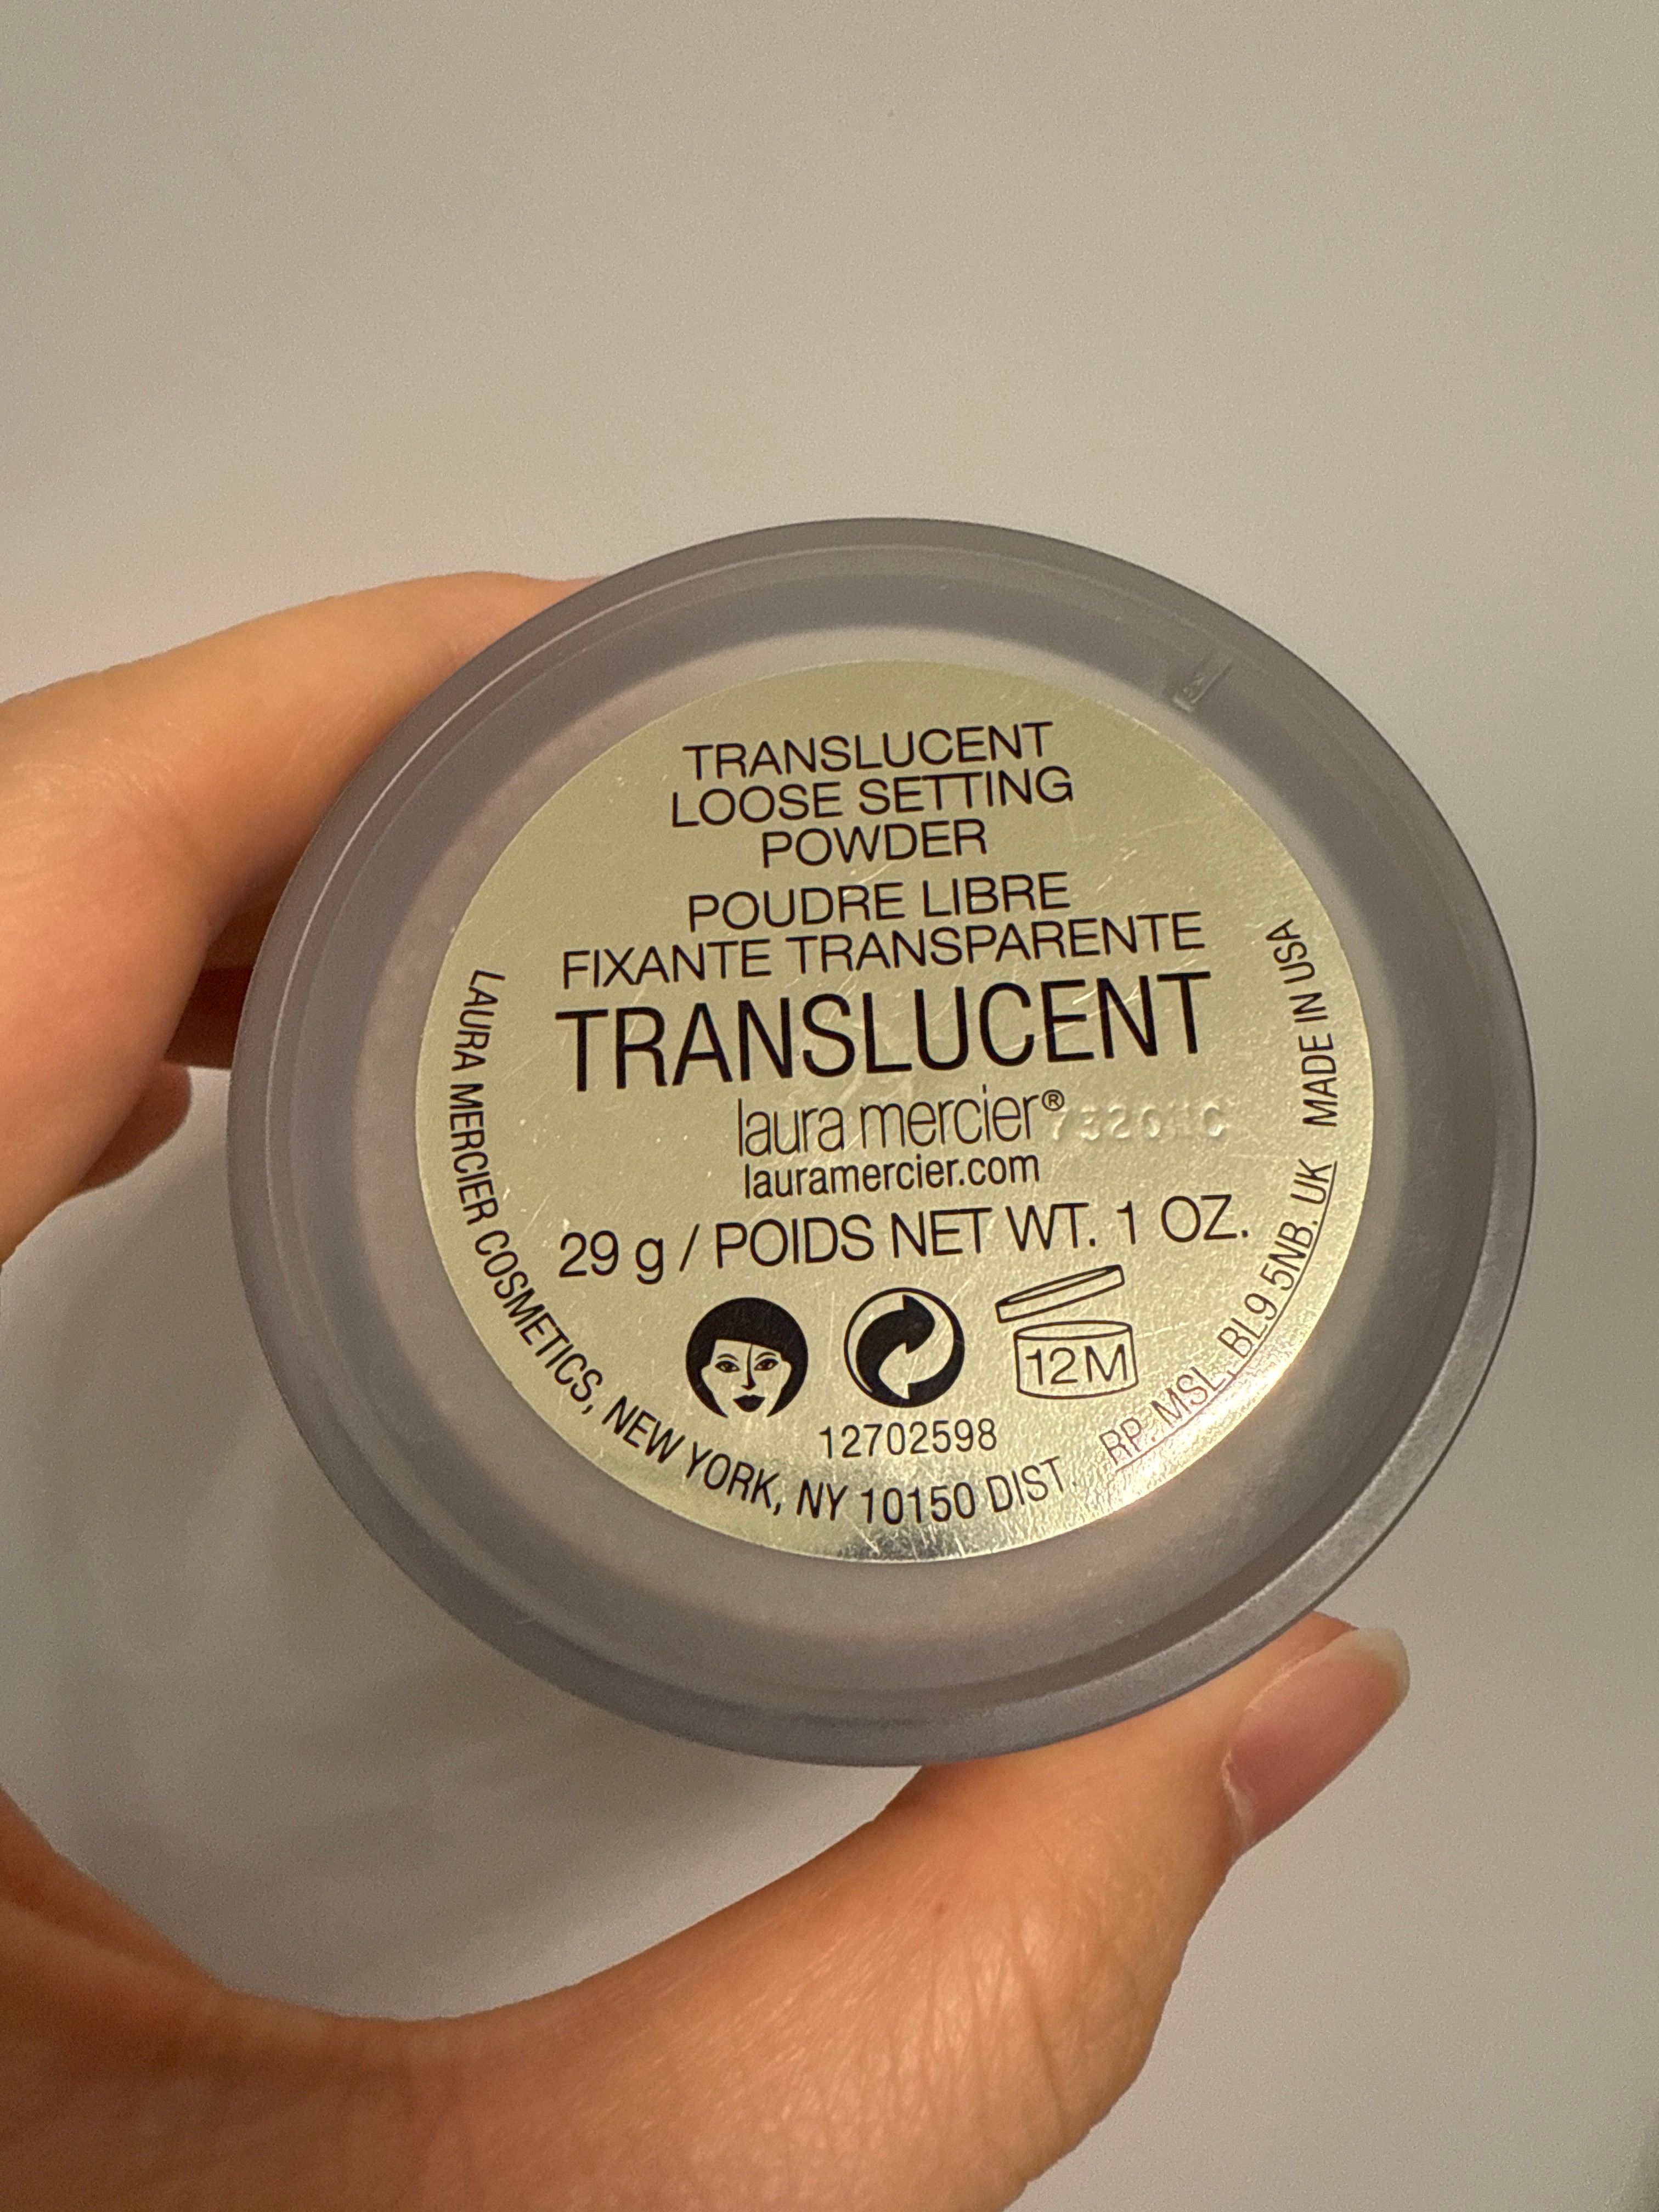 TRANSLUCENT
LOOSE SETTING
POWDER
POUDRE LIBRE
FIXANTE TRANSPARENTE
TRANSLUCENT
laura mercier®
lauramercier.com
29 g / POIDS NET WT. 1 OZ.
12M
12702598
LAURA MERCIER COSMETICS, NEW YORK, NY 10150 DIST. RP. MSL, BL9 5NB. UK MADE IN USA